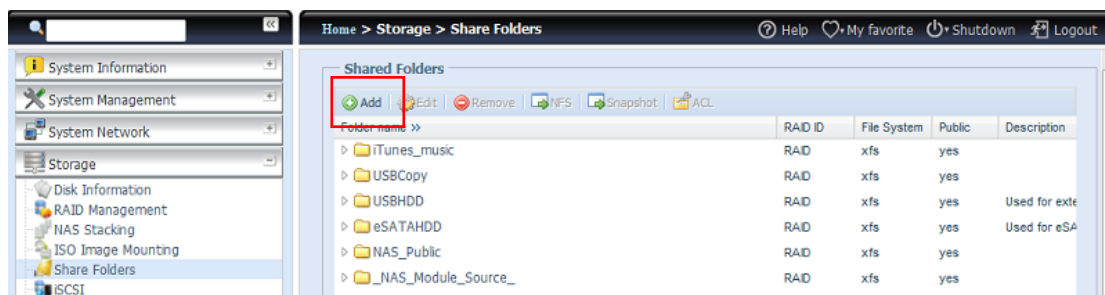 Home > Storage > Share Folders
Help My favorite Shutdown Logout
System Information
System Management
System Network
Storage
Disk Information
RAID Management
NAS Stacking
ISO Image Mounting
Share Folders
iSCSI
Shared Folders
Add Edit Remove NFS Snapshot ACL
Folder name » RAID ID File System Public Description
iTunes_music RAID xfs yes
USBCopy RAID xfs yes
USBHDD RAID xfs yes Used for exte
eSATAHDD RAID xfs yes Used for eSA
NAS_Public RAID xfs yes
_NAS_Module_Source_ RAID xfs yes